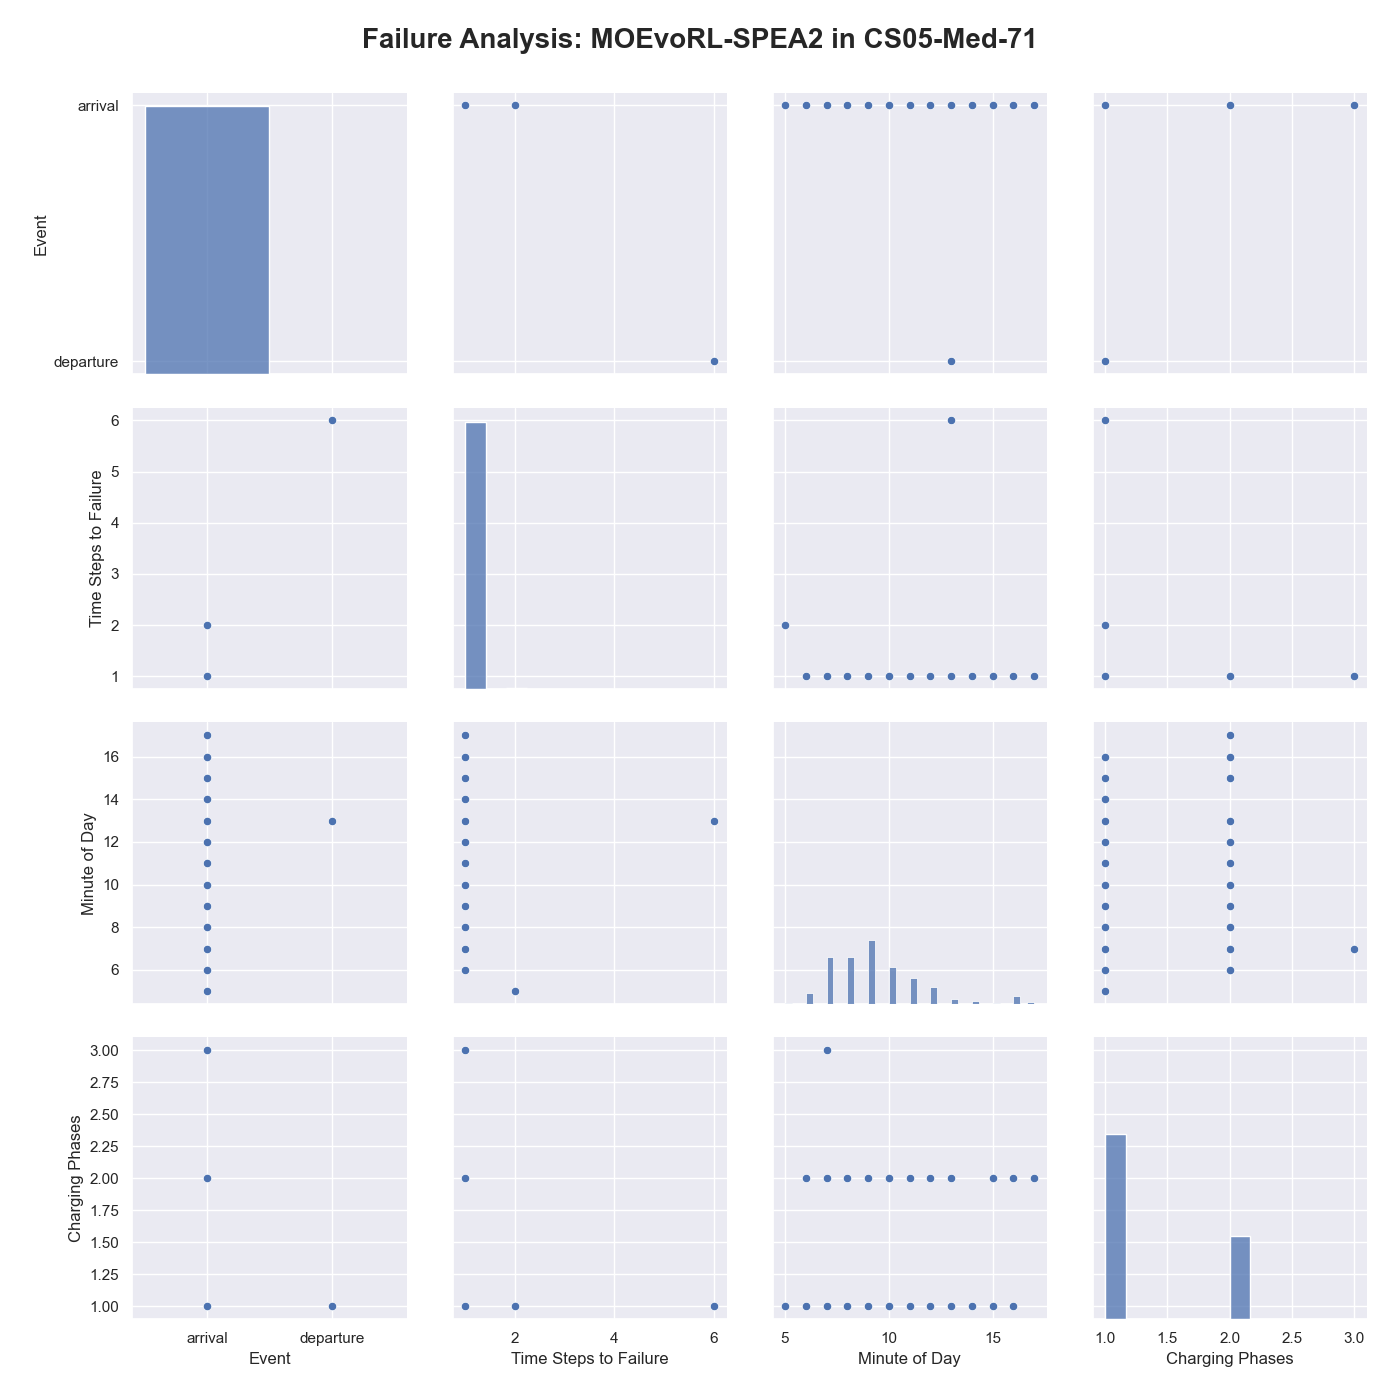 Failure Analysis: MOEvoRL-SPEA2 in CS05-Med-71
arrival
departure
Event
6
5
4
3
2
1
Time Steps to Failure
16
14
12
10
8
6
Minute of Day
3.00
2.75
2.50
2.25
2.00
1.75
1.50
1.25
1.00
Charging Phases
arrival departure
Event
2 4 6
Time Steps to Failure
5 10 15
Minute of Day
1.0 1.5 2.0 2.5 3.0
Charging Phases